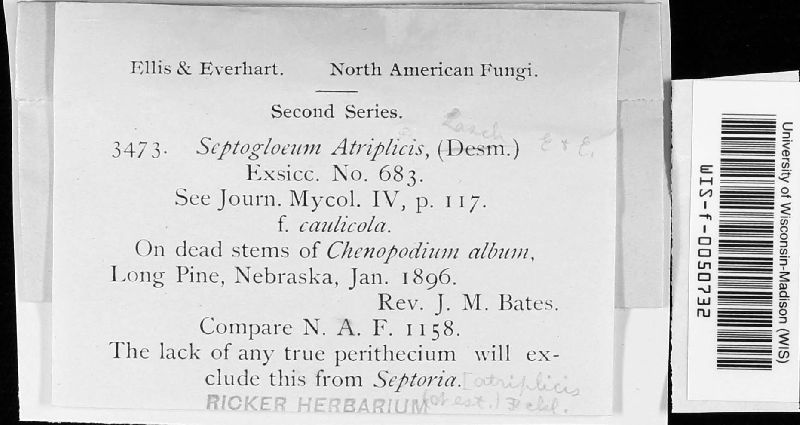 Ellis & Everhart. North American Fungi.
Second Series.
Lasch
3473. Septogloeum Atriplicis, (Desm.) E & E.
Exsicc. No. 683.
See Journ. Mycol. IV, p. 117.
f. caulicola.
On dead stems of Chenopodium album,
Long Pine, Nebraska, Jan. 1896.
Rev. J. M. Bates.
Compare N. A. F. 1158.
The lack of any true perithecium will ex-
clude this from Septoria. [atriplicis
RICKER HERBARIUM
University of Wisconsin-Madison (WIS)
WIS-f-0050732